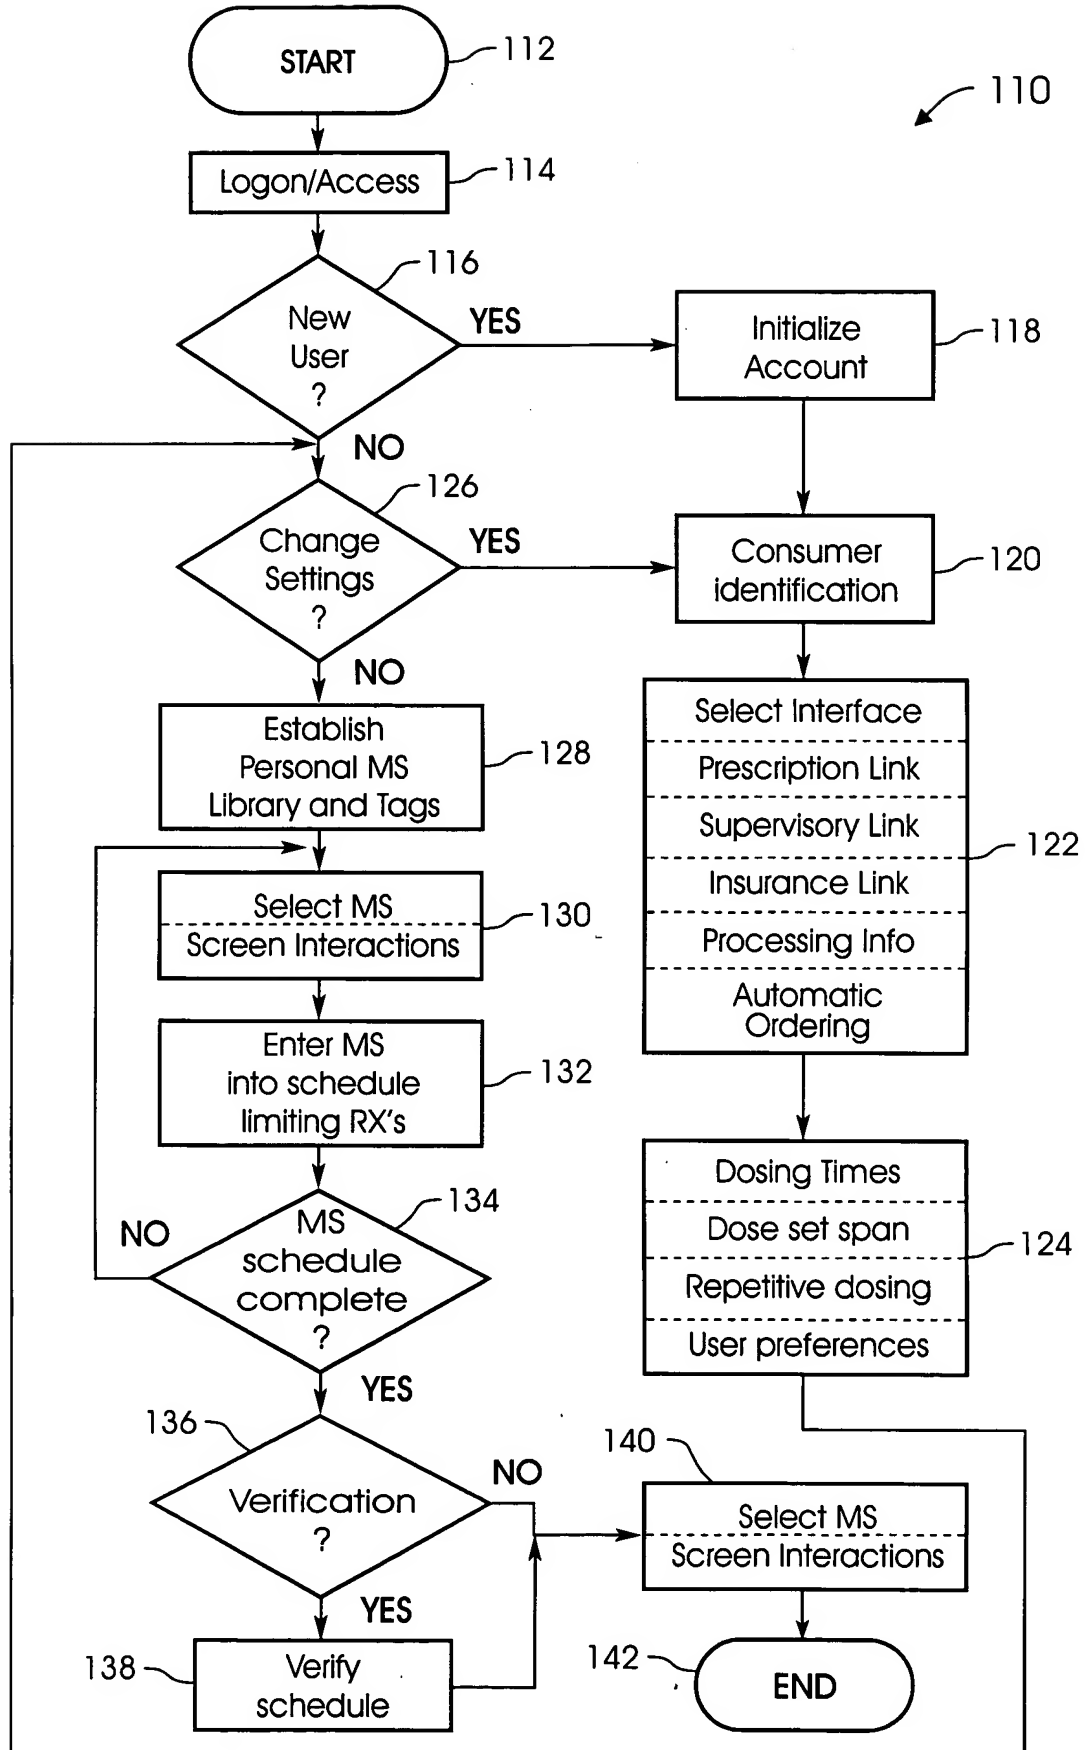 START
112
110
Logon/Access
114
116
New
User
?
YES
Initialize
Account
118
NO
126
Change
Settings
?
YES
Consumer
identification
120
NO
Establish
Personal MS
Library and Tags
128
Select Interface
Prescription Link
Supervisory Link
Insurance Link
Processing Info
Automatic
Ordering
122
Select MS
Screen Interactions
130
Enter MS
into schedule
limiting RX's
132
134
MS
schedule
complete
?
NO
YES
Dosing Times
Dose set span
Repetitive dosing
User preferences
124
136
Verification
?
NO
140
Select MS
Screen Interactions
YES
138
Verify
schedule
142
END